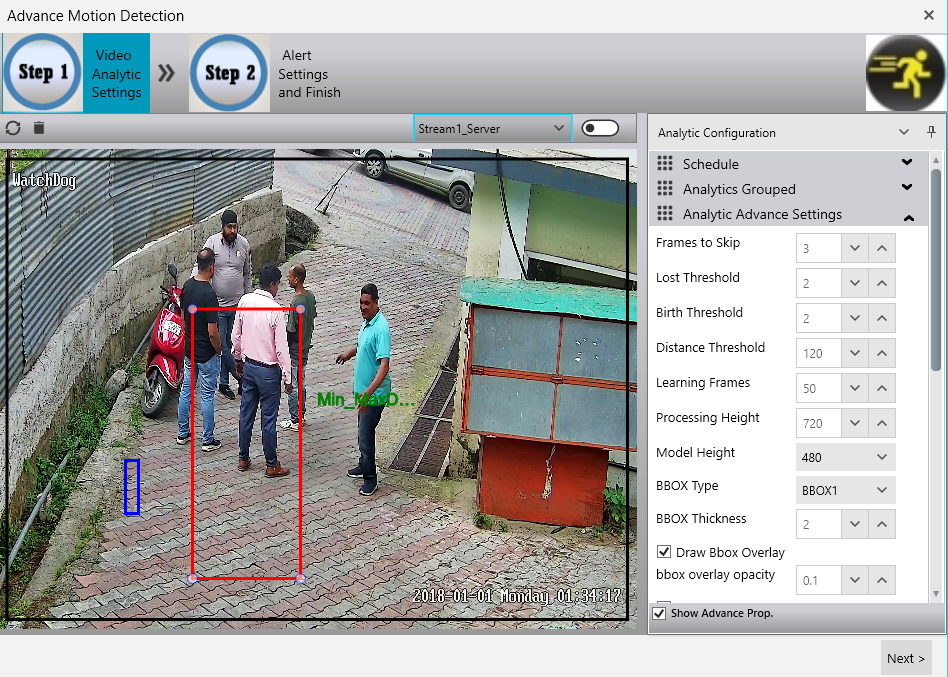 Advance Motion Detection
Step 1
Video
Analytic
Settings
Step 2
Alert
Settings
and Finish
Stream1_Server
Analytic Configuration
WatchDog
Min_MaxO...
2018-01-01 Monday 01:34:17
Schedule
Analytics Grouped
Analytic Advance Settings
Frames to Skip 3
Lost Threshold 2
Birth Threshold 2
Distance Threshold 120
Learning Frames 50
Processing Height 720
Model Height 480
BBOX Type BBOX1
BBOX Thickness 2
Draw Bbox Overlay
bbox overlay opacity 0.1
Show Advance Prop.
Next >